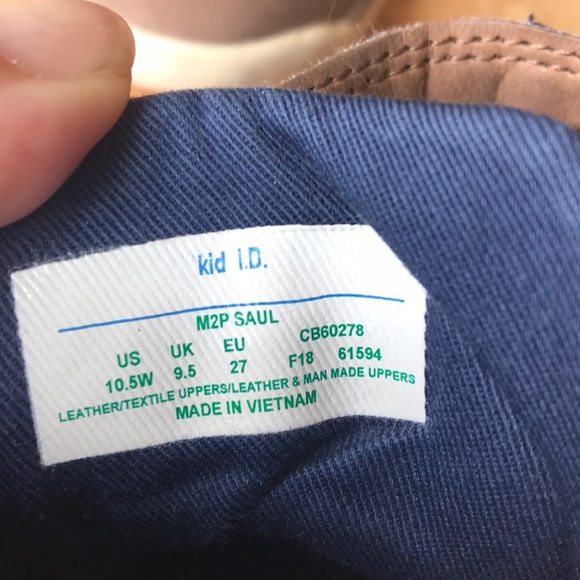 kid I.D.
M2P SAUL
US UK EU CB60278
10.5W 9.5 27 F18 61594
LEATHER/TEXTILE UPPERS/LEATHER & MAN MADE UPPERS
MADE IN VIETNAM